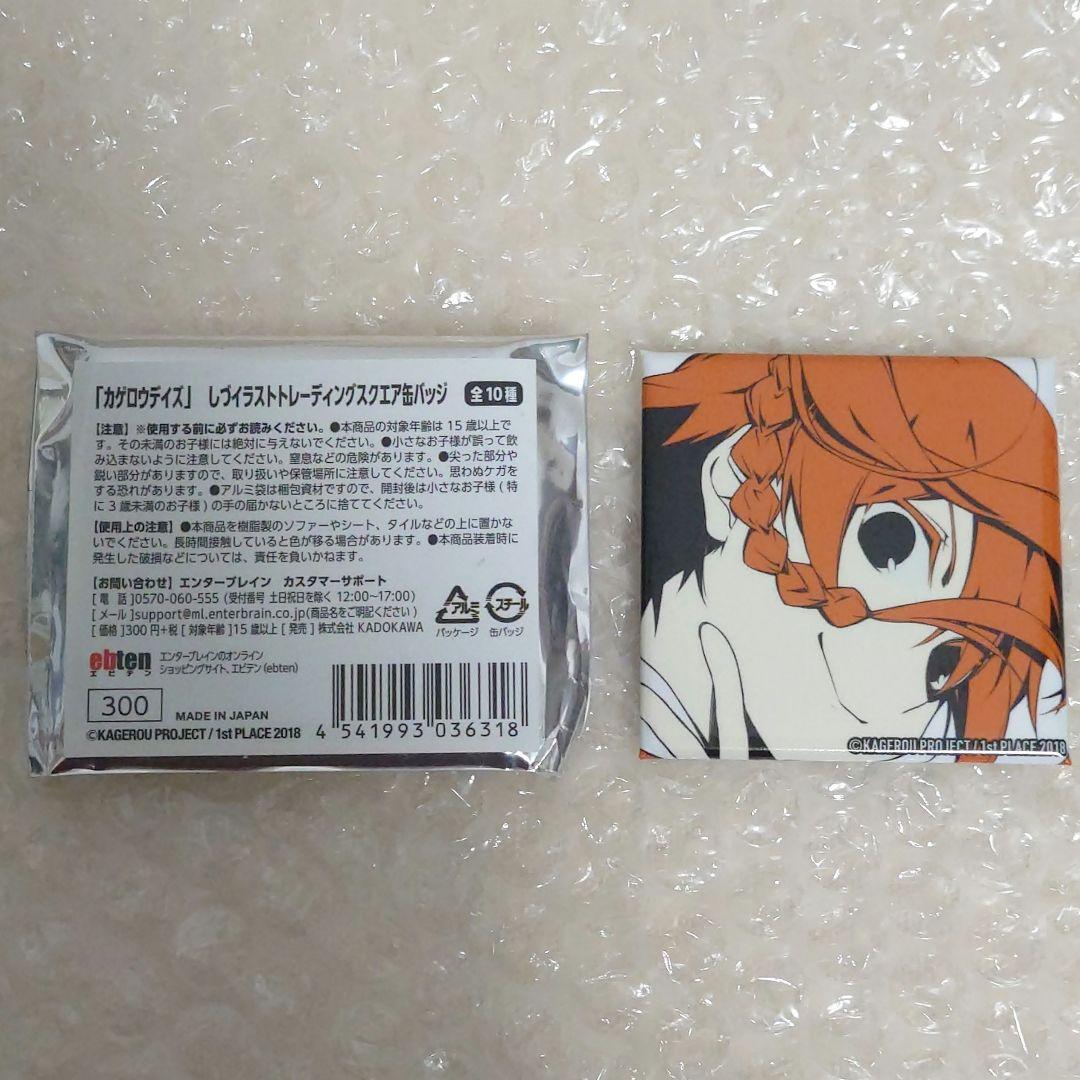 「カゲロウデイズ」 しづイラストトレーディングスクエア缶バッジ 全10種
【注意】※使用する前に必ずお読みください。●本商品の対象年齢は15歳以上で
す。その未満のお子様には絶対に与えないでください。●小さなお子様が誤って飲
み込まないように注意してください。窒息などの危険があります。●尖った部分や
鋭い部分がありますので、取り扱いや保管場所に注意してください。思わぬケガを
する恐れがあります。●アルミ袋は梱包資材ですので、開封後は小さなお子様(特
に3歳未満のお子様)の手の届かないところに捨ててください。
【使用上の注意】●本商品を樹脂製のソファーやシート、タイルなどの上に置かな
いでください。長時間接触していると色が移る場合があります。●本商品装着時に
発生した破損などについては、責任を負いかねます。
【お問い合わせ】エンターブレイン カスタマーサポート
[電 話]0570-060-555(受付番号 土日祝日を除く 12:00~17:00)
[メール]support@ml.enterbrain.co.jp(商品名をご明記ください)
[価格]300円+税[対象年齢]15歳以上[発売]株式会社 KADOKAWA
アルミ
パッケージ
スチール
缶バッジ
ebten
エビテン
エンターブレインのオンライン
ショッピングサイト、エビテン(ebten)
300
MADE IN JAPAN
4 541993 036318
©KAGEROU PROJECT / 1st PLACE 2018
©KAGEROU PROJECT / 1st PLACE 2018